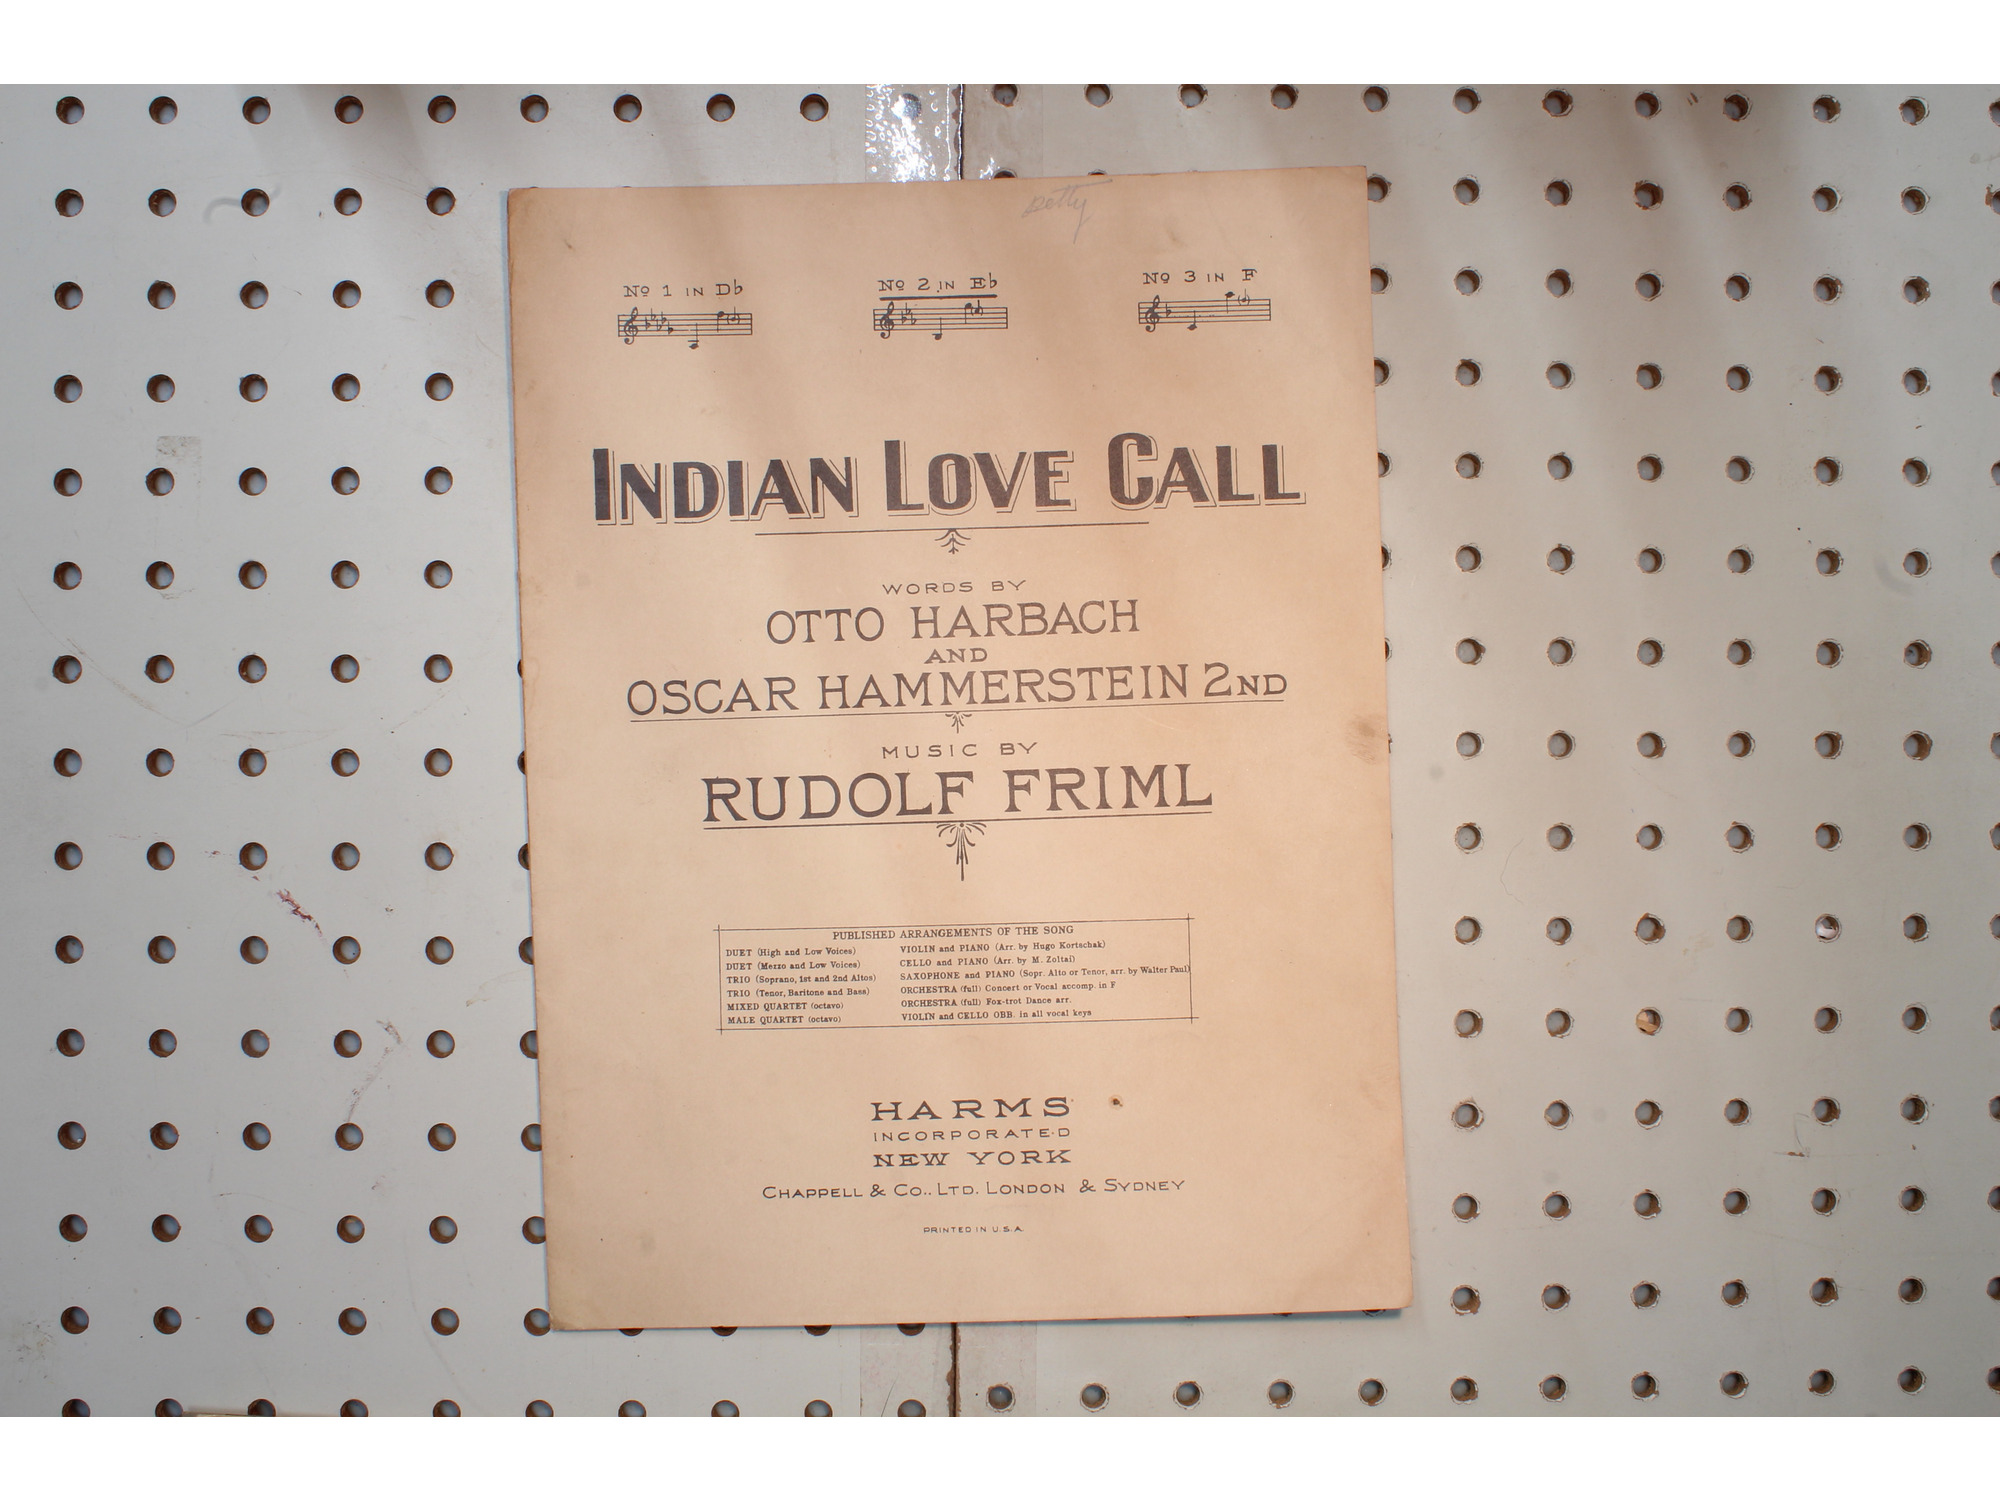 Betty
No 1 IN D♭
No 2 IN E♭
No 3 IN F
INDIAN LOVE CALL
WORDS BY
OTTO HARBACH
AND
OSCAR HAMMERSTEIN 2ND
MUSIC BY
RUDOLF FRIML
PUBLISHED ARRANGEMENTS OF THE SONG
DUET (High and Low Voices)
DUET (Merzo and Low Voices)
TRIO (Soprano, 1st and 2nd Altos)
TRIO (Tenor, Baritone and Bass)
MIXED QUARTET (octavo)
MALE QUARTET (octavo)
VIOLIN and PIANO (Arr. by Hugo Kortschak)
CELLO and PIANO (Arr. by M. Zoltai)
SAXOPHONE and PIANO (Sopr. Alto or Tenor, arr. by Walter Paul)
ORCHESTRA (full) Concert or Vocal accomp. in F
ORCHESTRA (full) Fox-trot Dance arr.
VIOLIN and CELLO OBB. in all vocal keys
HARMS
INCORPORATED
NEW YORK
CHAPPELL & CO., LTD. LONDON & SYDNEY
PRINTED IN U.S.A.